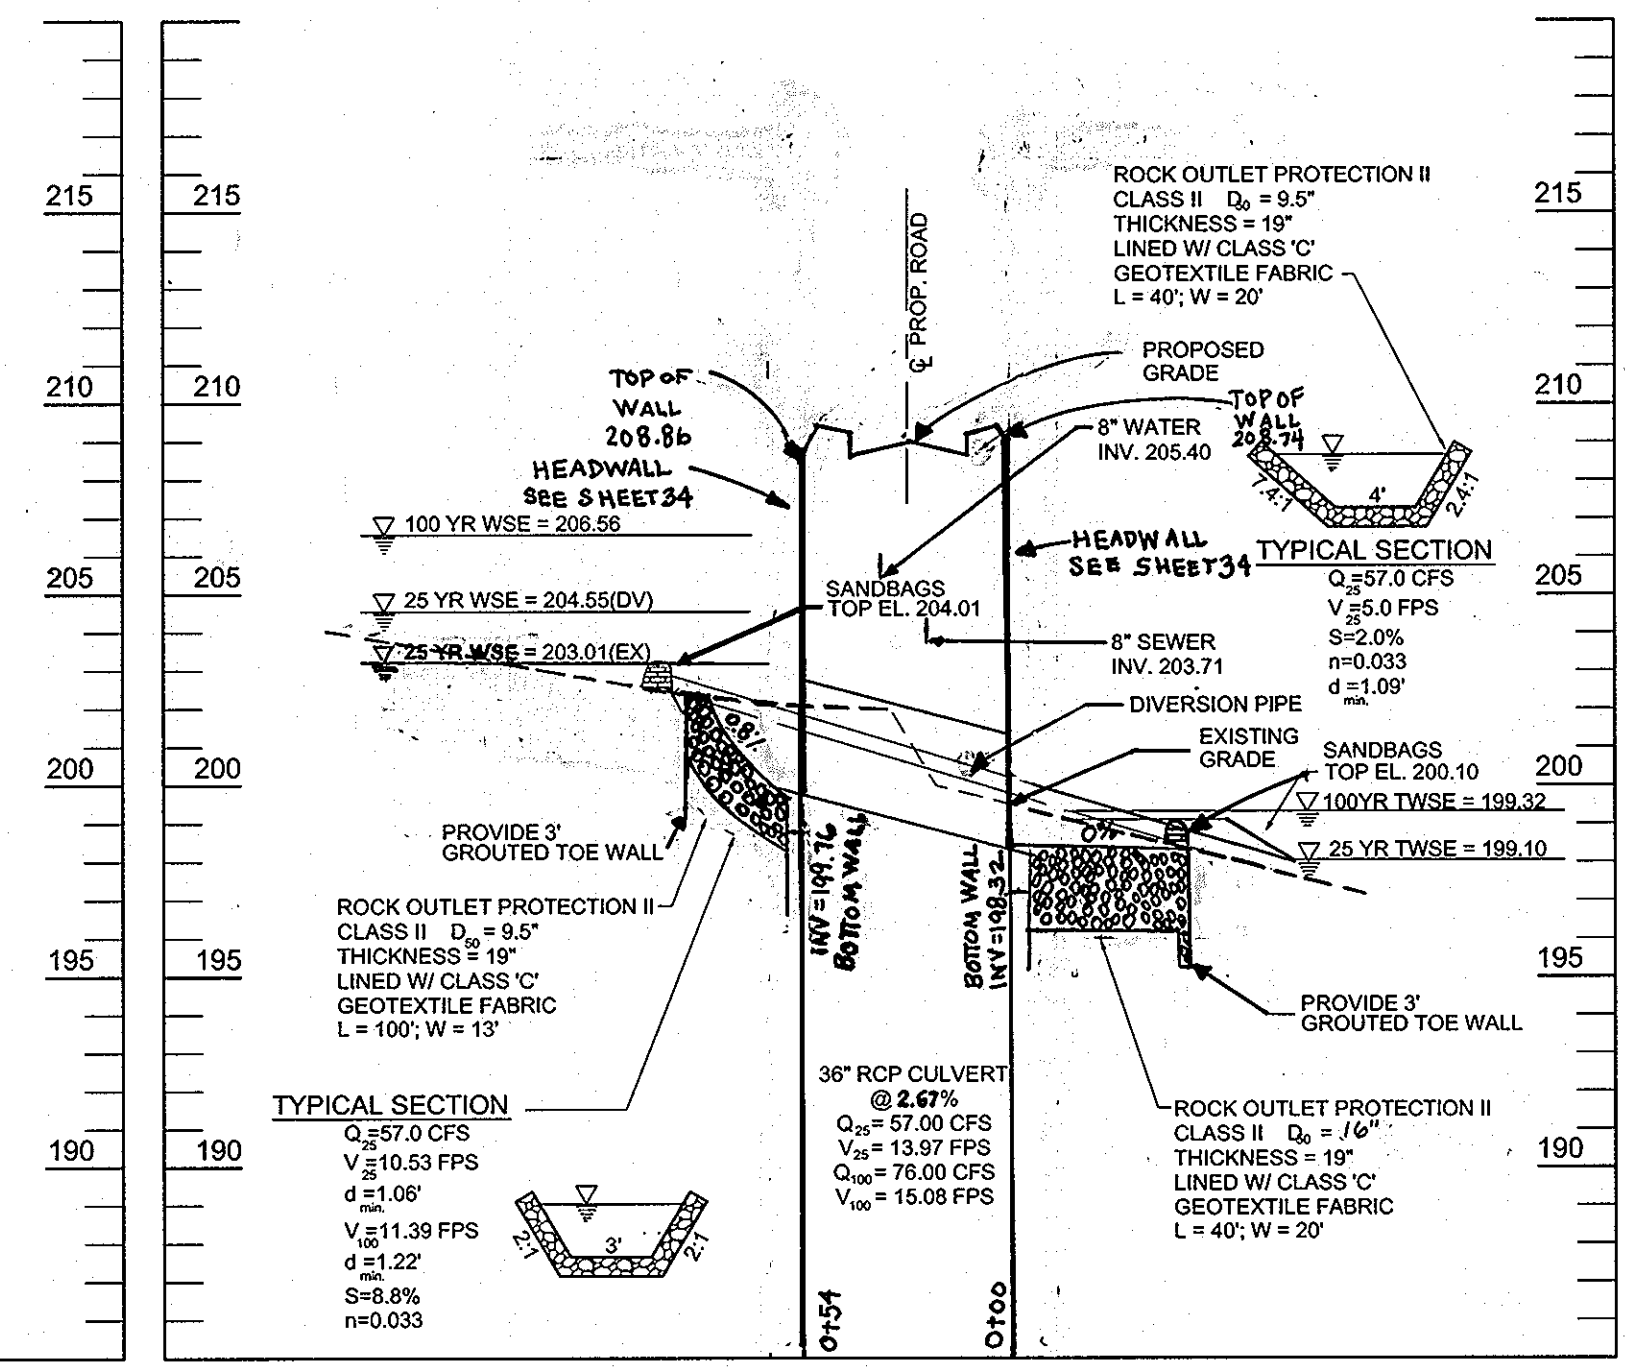 215
210
205
200
195
190
215
210
205
200
195
190
215
210
205
200
195
190
ROCK OUTLET PROTECTION II
CLASS II D50 = 9.5"
THICKNESS = 19"
LINED W/ CLASS 'C'
GEOTEXTILE FABRIC
L = 40'; W = 20'
℄ PROP. ROAD
PROPOSED
GRADE
TOP OF
WALL
208.86
HEADWALL
SEE SHEET 34
TOP OF
WALL
208.74
8" WATER
INV. 205.40
7.4:1
4'
2.4:1
TYPICAL SECTION
Q25=57.0 CFS
V25=5.0 FPS
S=2.0%
n=0.033
d min.=1.09'
HEADWALL
SEE SHEET 34
100 YR WSE = 206.56
25 YR WSE = 204.55(DV)
25 YR WSE = 203.01(EX)
SANDBAGS
TOP EL. 204.01
8" SEWER
INV. 203.71
DIVERSION PIPE
EXISTING
GRADE
SANDBAGS
TOP EL. 200.10
100YR TWSE = 199.32
25 YR TWSE = 199.10
0%
PROVIDE 3'
GROUTED TOE WALL
INV=199.76
BOTTOM WALL
BOTTOM WALL
INV=198.32
ROCK OUTLET PROTECTION II
CLASS II D50 = 9.5"
THICKNESS = 19"
LINED W/ CLASS 'C'
GEOTEXTILE FABRIC
L = 100'; W = 13'
PROVIDE 3'
GROUTED TOE WALL
TYPICAL SECTION
Q25=57.0 CFS
V25=10.53 FPS
d min.=1.06'
V100=11.39 FPS
d min.=1.22'
S=8.8%
n=0.033
2:1
3'
2:1
36" RCP CULVERT
@ 2.67%
Q25= 57.00 CFS
V25= 13.97 FPS
Q100= 76.00 CFS
V100= 15.08 FPS
ROCK OUTLET PROTECTION II
CLASS II D50 = 16"
THICKNESS = 19"
LINED W/ CLASS 'C'
GEOTEXTILE FABRIC
L = 40'; W = 20'
0+54
0+00